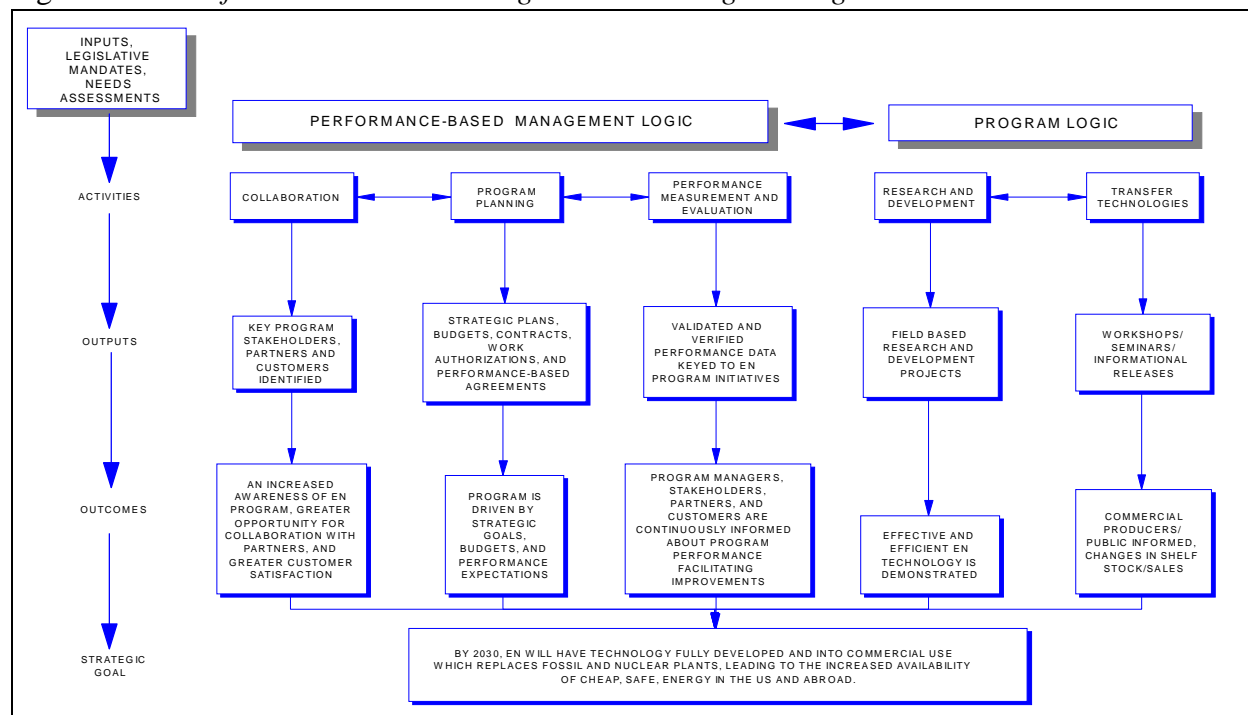 INPUTS,
LEGISLATIVE
MANDATES,
NEEDS
ASSESSMENTS
PERFORMANCE-BASED MANAGEMENT LOGIC
PROGRAM LOGIC
ACTIVITIES
COLLABORATION
PROGRAM
PLANNING
PERFORMANCE
MEASUREMENT AND
EVALUATION
RESEARCH AND
DEVELOPMENT
TRANSFER
TECHNOLOGIES
OUTPUTS
KEY PROGRAM
STAKEHOLDERS,
PARTNERS AND
CUSTOMERS
IDENTIFIED
STRATEGIC PLANS,
BUDGETS, CONTRACTS,
WORK
AUTHORIZATIONS, AND
PERFORMANCE-BASED
AGREEMENTS
VALIDATED AND
VERIFIED
PERFORMANCE DATA
KEYED TO EN
PROGRAM INITIATIVES
FIELD BASED
RESEARCH AND
DEVELOPMENT
PROJECTS
WORKSHOPS/
SEMINARS/
INFORMATIONAL
RELEASES
OUTCOMES
AN INCREASED
AWARENESS OF EN
PROGRAM, GREATER
OPPORTUNITY FOR
COLLABORATION WITH
PARTNERS, AND
GREATER CUSTOMER
SATISFACTION
PROGRAM IS
DRIVEN BY
STRATEGIC
GOALS,
BUDGETS, AND
PERFORMANCE
EXPECTATIONS
PROGRAM MANAGERS,
STAKEHOLDERS,
PARTNERS, AND
CUSTOMERS ARE
CONTINUOUSLY INFORMED
ABOUT PROGRAM
PERFORMANCE
FACILITATING
IMPROVEMENTS
EFFECTIVE AND
EFFICIENT EN
TECHNOLOGY IS
DEMONSTRATED
COMMERCIAL
PRODUCERS/
PUBLIC INFORMED,
CHANGES IN SHELF
STOCK/SALES
STRATEGIC
GOAL
BY 2030, EN WILL HAVE TECHNOLOGY FULLY DEVELOPED AND INTO COMMERCIAL USE
WHICH REPLACES FOSSIL AND NUCLEAR PLANTS, LEADING TO THE INCREASED AVAILABILITY
OF CHEAP, SAFE, ENERGY IN THE US AND ABROAD.